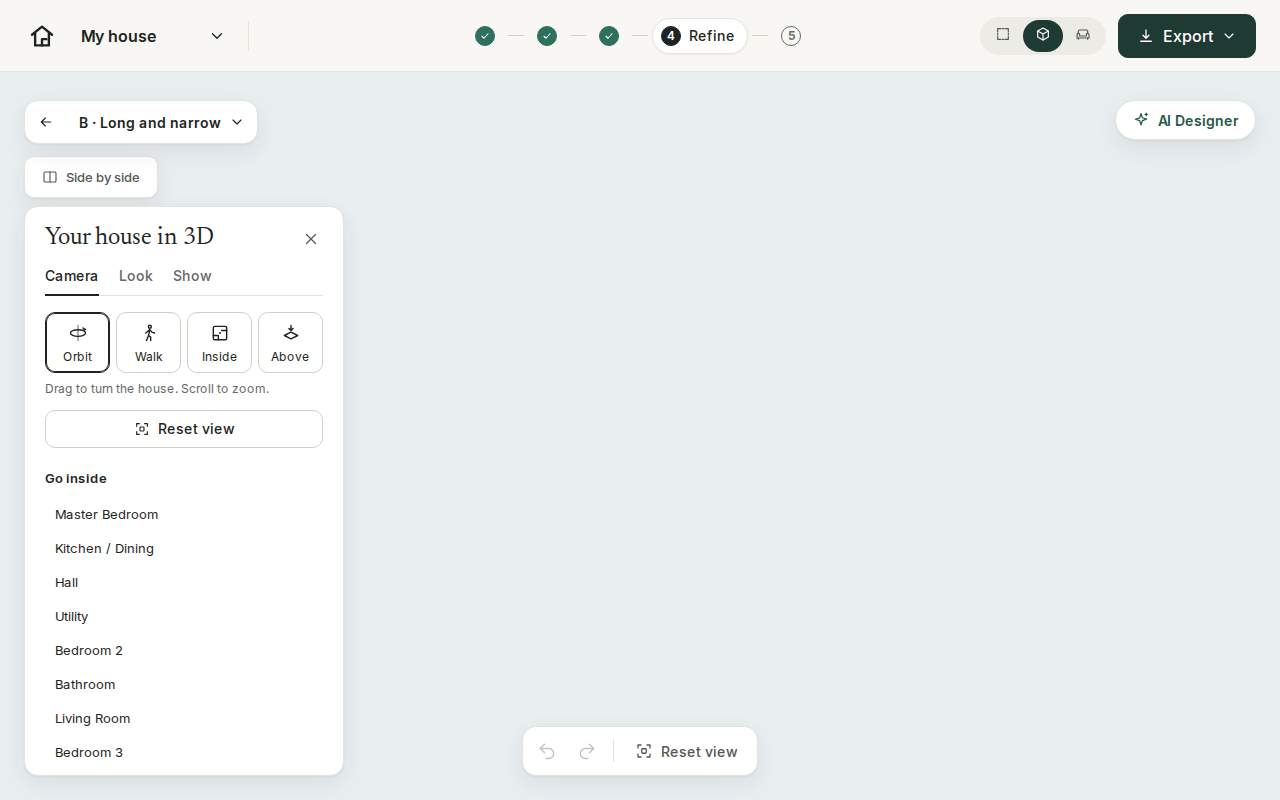 My house
4 Refine
5
Export
B · Long and narrow
AI Designer
Side by side
Your house in 3D
Camera Look Show
Orbit Walk Inside Above
Drag to turn the house. Scroll to zoom.
Reset view
Go inside
Master Bedroom
Kitchen / Dining
Hall
Utility
Bedroom 2
Bathroom
Living Room
Bedroom 3
Reset view